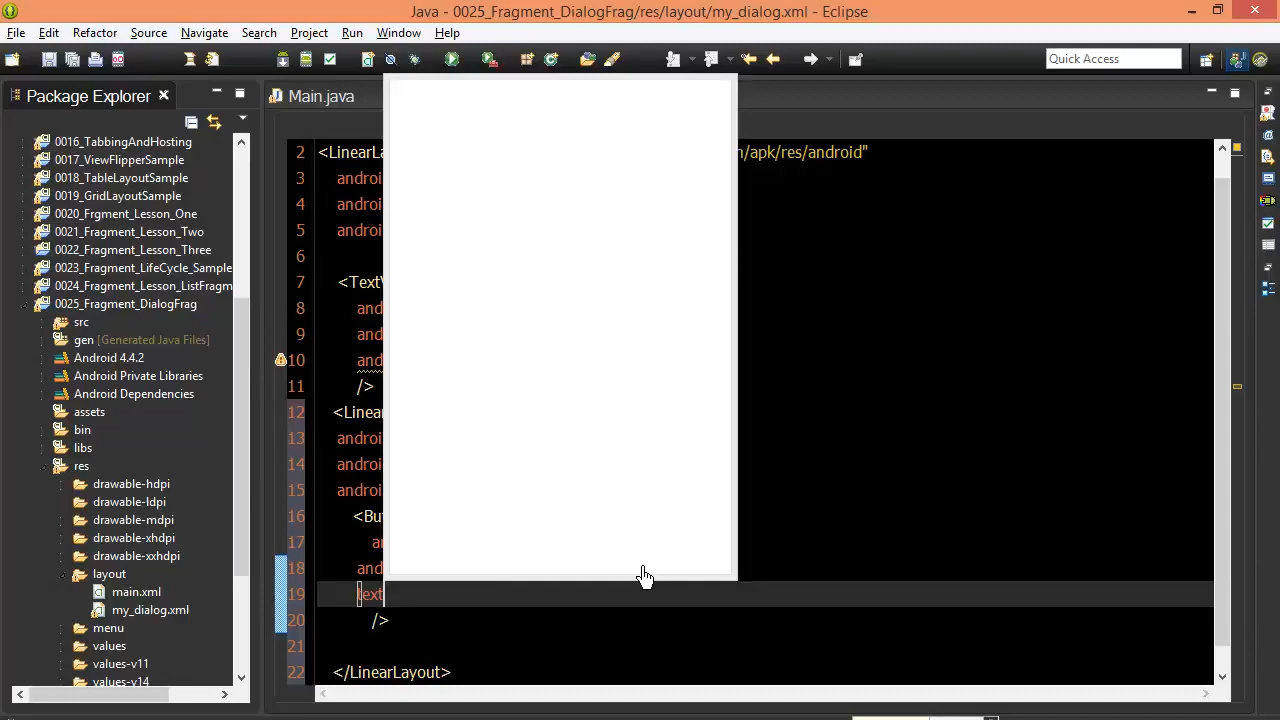 Java - 0025_Fragment_DialogFrag/res/layout/my_dialog.xml - Eclipse
File Edit Refactor Source Navigate Search Project Run Window Help
Quick Access
Package Explorer
Main.java
0016_TabbingAndHosting
0017_ViewFlipperSample
0018_TableLayoutSample
0019_GridLayoutSample
0020_Frgment_Lesson_One
0021_Fragment_Lesson_Two
0022_Fragment_Lesson_Three
0023_Fragment_LifeCycle_Sample
0024_Fragment_Lesson_ListFragm
0025_Fragment_DialogFrag
src
gen [Generated Java Files]
Android 4.4.2
Android Private Libraries
Android Dependencies
assets
bin
libs
res
drawable-hdpi
drawable-ldpi
drawable-mdpi
drawable-xhdpi
drawable-xxhdpi
layout
main.xml
my_dialog.xml
menu
values
values-v11
values-v14
2 <LinearLa n/apk/res/android"
3 androi
4 androi
5 androi
6
7 <TextV
8 and
9 and
10 and
11 />
12 <Linear
13 androi
14 androi
15 androi
16 <But
17 an
18 and
19 text
20 />
21
22 </LinearLayout>